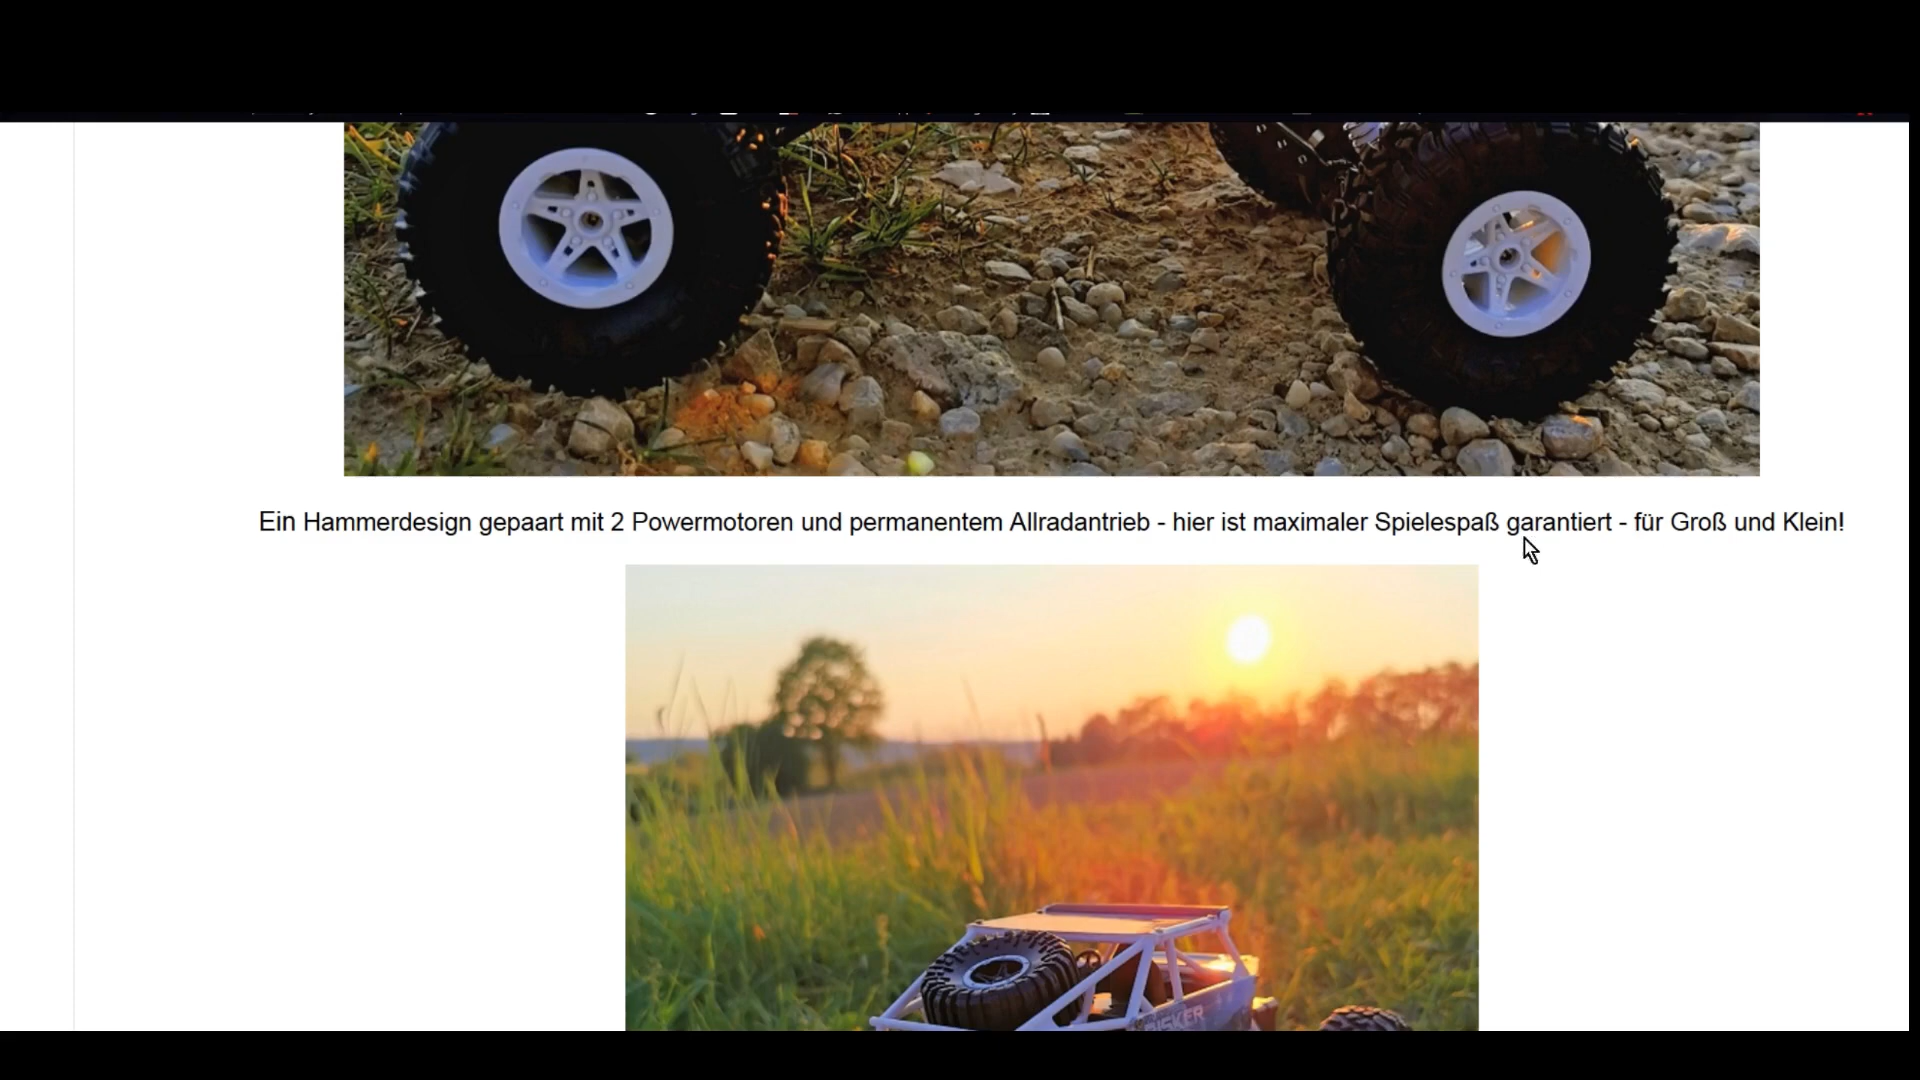 Ein Hammerdesign gepaart mit 2 Powermotoren und permanentem Allradantrieb - hier ist maximaler Spielespaß garantiert - für Groß und Klein!